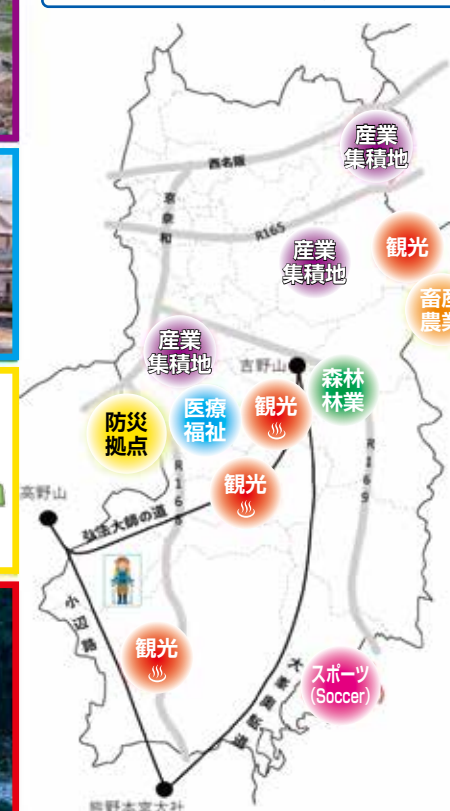 産業
集積地
西名阪
京奈和
R165
観光
産業
集積地
畜産
農業
産業
集積地
吉野山
森林
林業
防災
拠点
医療
福祉
観光
R169
観光
R168
高野山
弘法大師の道
小辺路
観光
スポーツ
(Soccer)
大峯奥駈道
熊野本宮大社